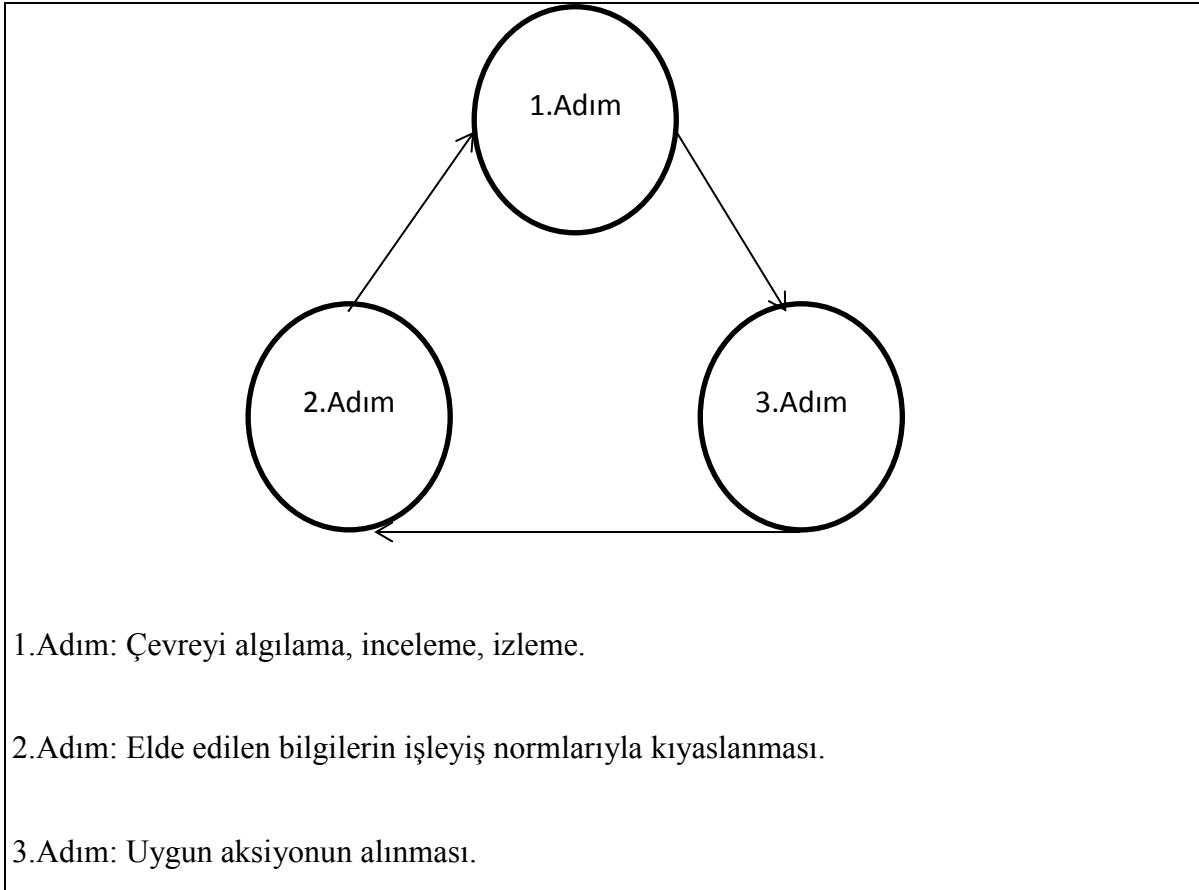 1.Adım
2.Adım
3.Adım
1.Adım: Çevreyi algılama, inceleme, izleme.
2.Adım: Elde edilen bilgilerin işleyiş normlarıyla kıyaslanması.
3.Adım: Uygun aksiyonun alınması.